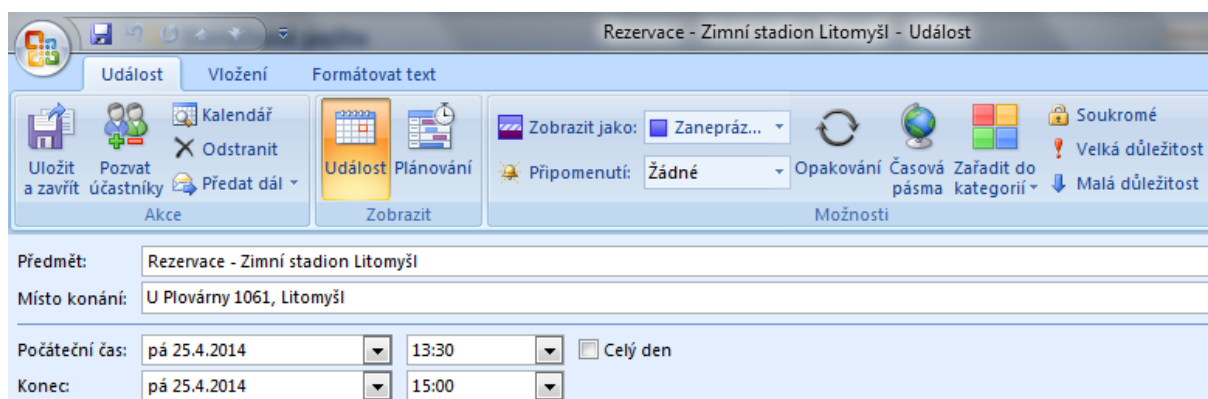 Rezervace - Zimní stadion Litomyšl - Událost
Událost Vložení Formátovat text
Uložit a zavřít
Pozvat účastníky
Kalendář
Odstranit
Předat dál
Akce
Událost
Plánování
Zobrazit
Zobrazit jako: Zanepráz...
Připomenutí: Žádné
Opakování
Časová pásma
Zařadit do kategorií
Soukromé
Velká důležitost
Malá důležitost
Možnosti
Předmět: Rezervace - Zimní stadion Litomyšl
Místo konání: U Plovárny 1061, Litomyšl
Počáteční čas: pá 25.4.2014 13:30 Celý den
Konec: pá 25.4.2014 15:00